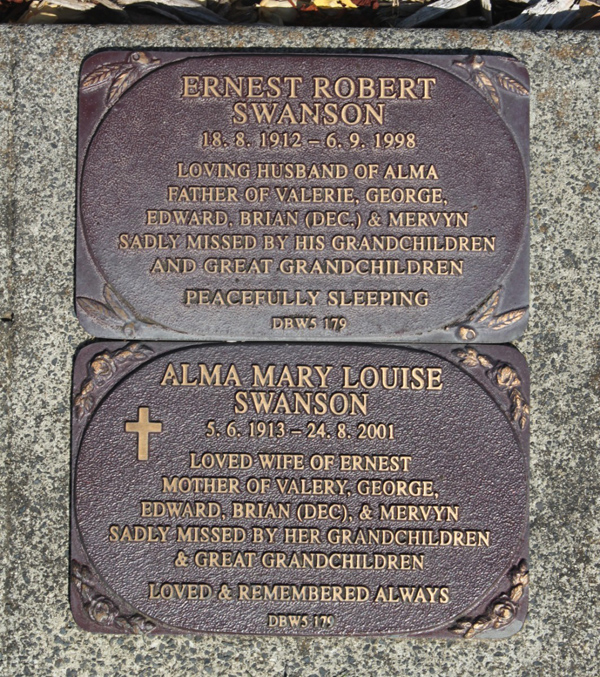 ERNEST ROBERT
SWANSON
18. 8. 1912 – 6. 9. 1998
LOVING HUSBAND OF ALMA
FATHER OF VALERIE, GEORGE,
EDWARD, BRIAN (DEC,) & MERVYN
SADLY MISSED BY HIS GRANDCHILDREN
AND GREAT GRANDCHILDREN
PEACEFULLY SLEEPING
DBW5 179
ALMA MARY LOUISE
SWANSON
5. 6. 1913 – 24. 8. 2001
LOVED WIFE OF ERNEST
MOTHER OF VALERY, GEORGE,
EDWARD, BRIAN (DEC), & MERVYN
SADLY MISSED BY HER GRANDCHILDREN
& GREAT GRANDCHILDREN
LOVED & REMEMBERED ALWAYS
DBW5 179